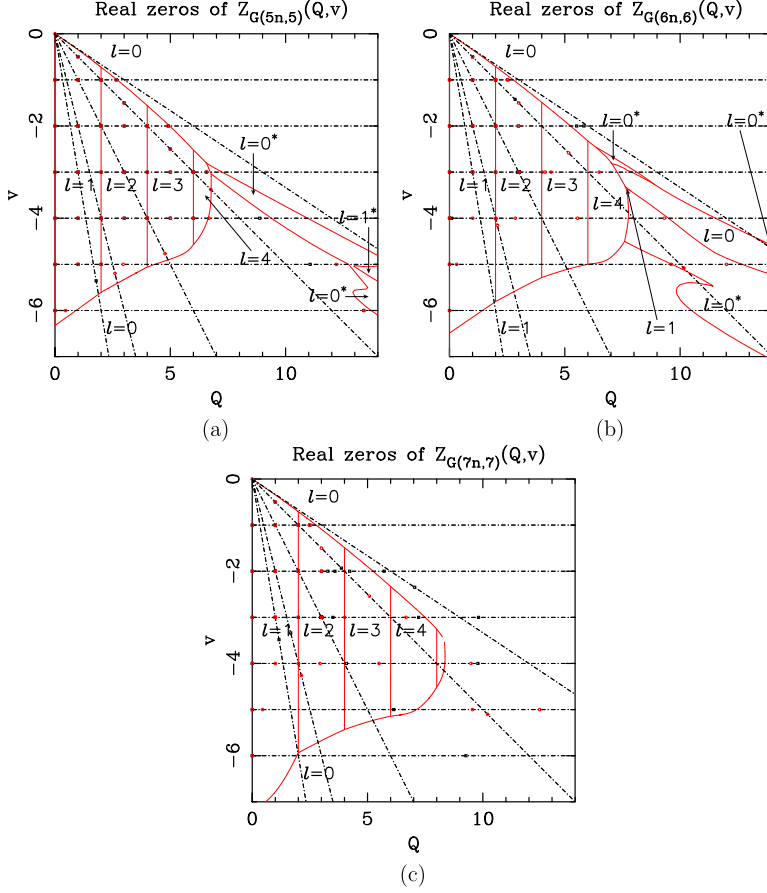 Real zeros of Z_G(5n,5)(Q,v)
Real zeros of Z_G(6n,6)(Q,v)
0
l=0
l=0*
−2
l=1
l=2
l=3
v
−4
l=1*
l=4
−6
l=0*
l=0
0
5
10
Q
(a)
0
l=0
l=0*
l=0*
−2
l=1
l=2
l=3
l=4
v
−4
l=0
−6
l=0*
l=1
l=1
0
5
10
Q
(b)
Real zeros of Z_G(7n,7)(Q,v)
0
l=0
−2
l=1
l=2
l=3
l=4
v
−4
−6
l=0
0
5
10
Q
(c)